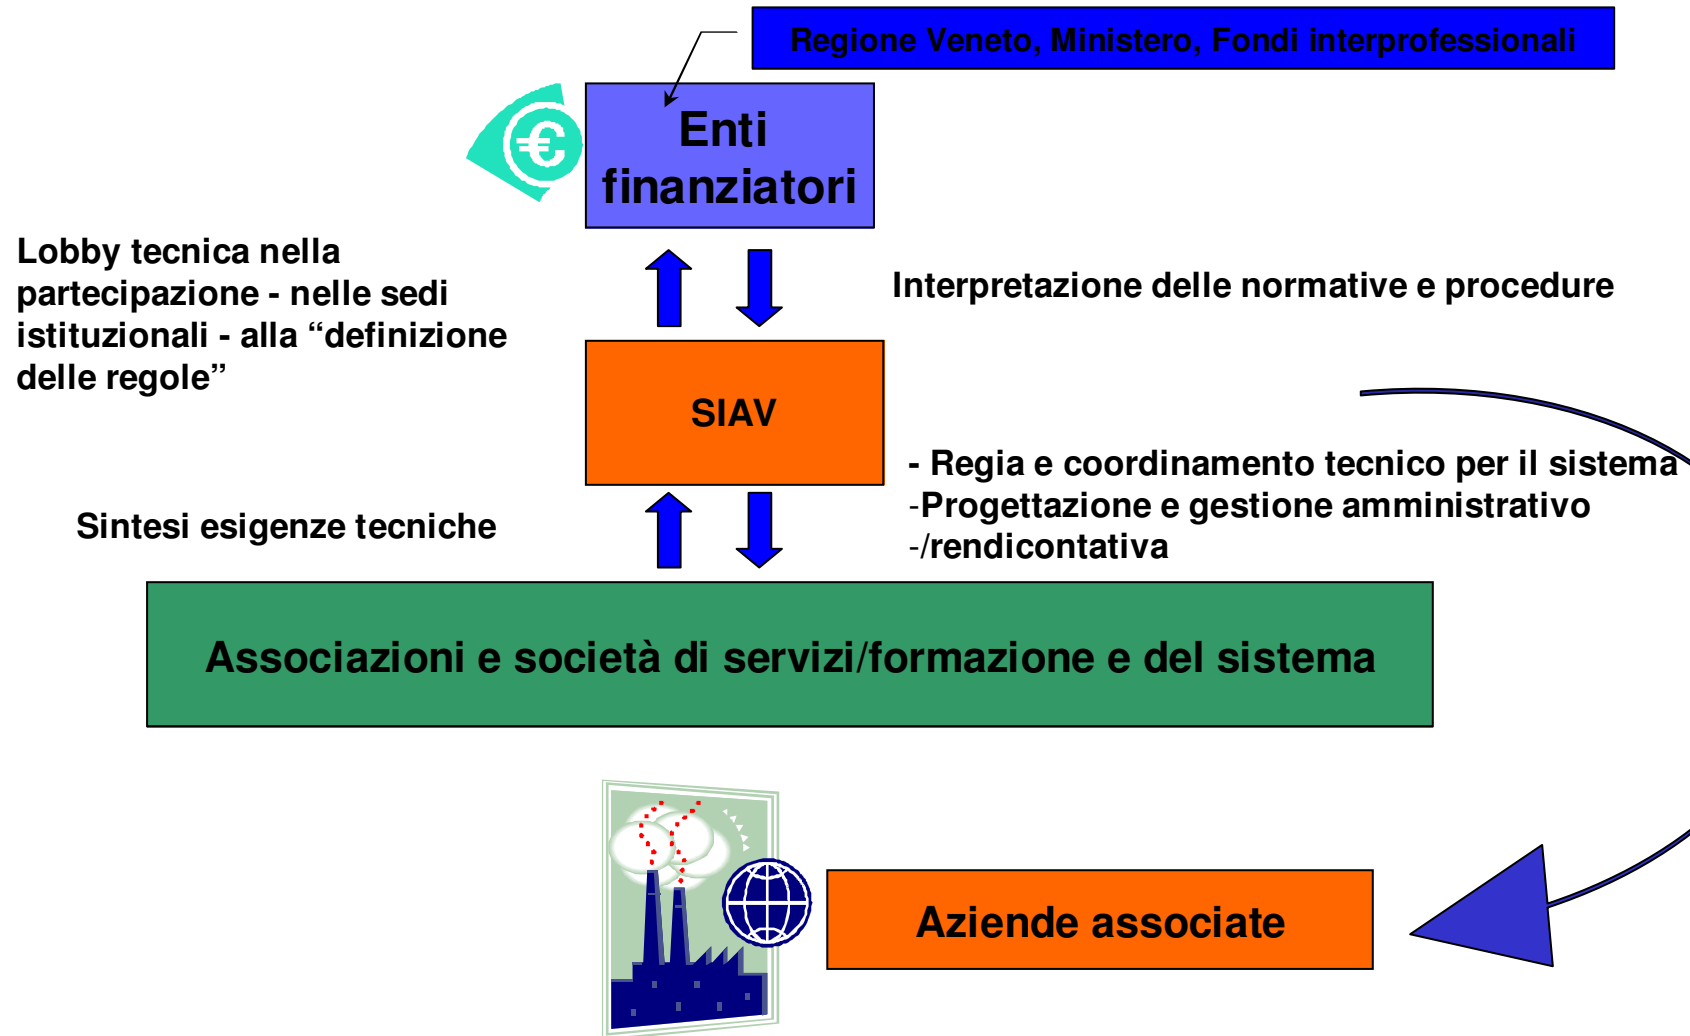 Regione Veneto, Ministero, Fondi interprofessionali
€
Enti
finanziatori
Lobby tecnica nella
partecipazione - nelle sedi
istituzionali - alla “definizione
delle regole”
Interpretazione delle normative e procedure
SIAV
- Regia e coordinamento tecnico per il sistema
-Progettazione e gestione amministrativo
-/rendicontativa
Sintesi esigenze tecniche
Associazioni e società di servizi/formazione e del sistema
Aziende associate